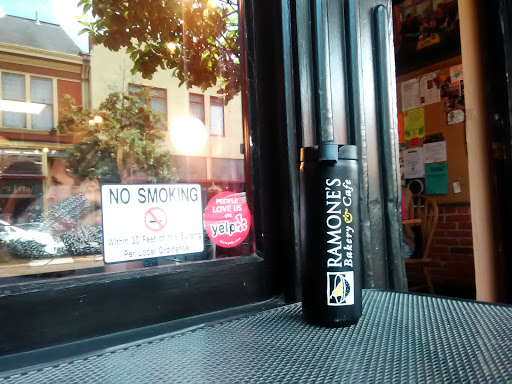 NO SMOKING
Within 30 Feet of this Building
Per Local Ordinance
PEOPLE
LOVE US
ON
yelp
RAMONE'S
Bakery & Cafe